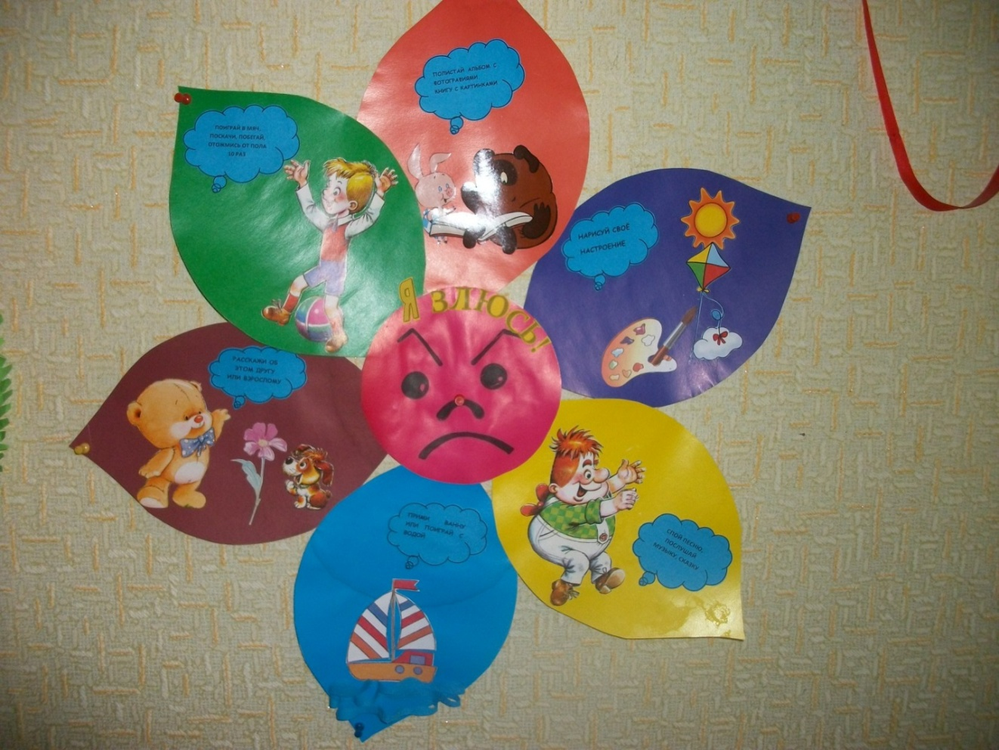 ПОЛИСТАЙ АЛЬБОМ С
ФОТОГРАФИЯМИ
КНИГУ С КАРТИНКАМИ
ПОИГРАЙ В МЯЧ,
ПОСКАЧИ, ПОБЕГАЙ,
ОТОЖМИСЬ ОТ ПОЛА
10 РАЗ
НАРИСУЙ СВОЁ
НАСТРОЕНИЕ
Я ЗЛЮСЬ!
РАССКАЖИ ОБ
ЭТОМ ДРУГУ
ИЛИ ВЗРОСЛОМУ
ПРИМИ ВАННУ
ИЛИ ПОИГРАЙ С
ВОДОЙ
СПОЙ ПЕСНЮ,
ПОСЛУШАЙ
МУЗЫКУ, СКАЗКУ